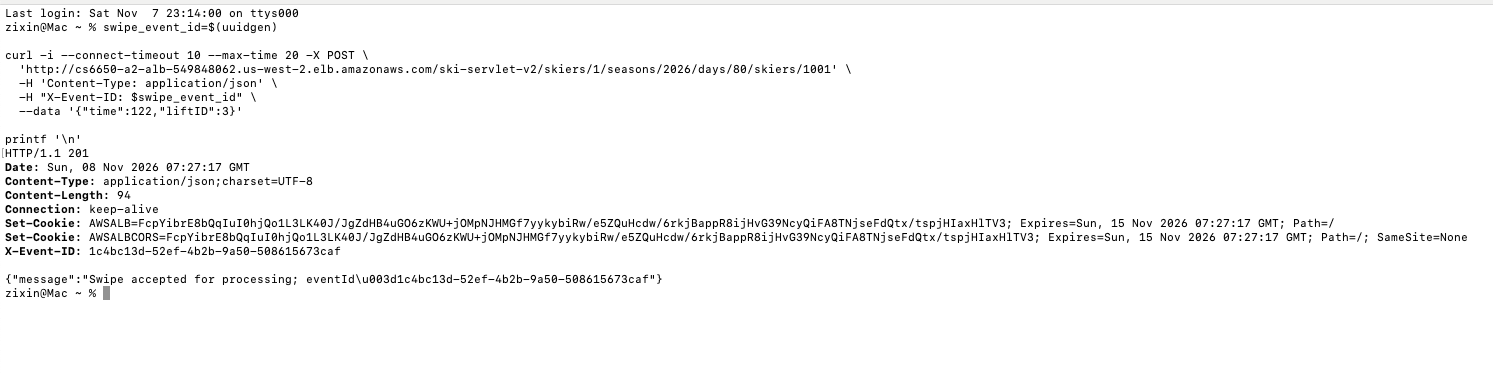 Last login: Sat Nov  7 23:14:00 on ttys000
zixin@Mac ~ % swipe_event_id=$(uuidgen)

curl -i --connect-timeout 10 --max-time 20 -X POST \
  'http://cs6650-a2-alb-549848062.us-west-2.elb.amazonaws.com/ski-servlet-v2/skiers/1/seasons/2026/days/80/skiers/1001' \
  -H 'Content-Type: application/json' \
  -H "X-Event-ID: $swipe_event_id" \
  --data '{"time":122,"liftID":3}'

printf '\n'
HTTP/1.1 201
Date: Sun, 08 Nov 2026 07:27:17 GMT
Content-Type: application/json;charset=UTF-8
Content-Length: 94
Connection: keep-alive
Set-Cookie: AWSALB=FcpYibrE8bQqIuI0hjQo1L3LK40J/JgZdHB4uGO6zKWU+jOMpNJHMGf7yykybiRw/e5ZQuHcdw/6rkjBappR8ijHvG39NcyQiFA8TNjseFdQtx/tspjHIaxHlTV3; Expires=Sun, 15 Nov 2026 07:27:17 GMT; Path=/
Set-Cookie: AWSALBCORS=FcpYibrE8bQqIuI0hjQo1L3LK40J/JgZdHB4uGO6zKWU+jOMpNJHMGf7yykybiRw/e5ZQuHcdw/6rkjBappR8ijHvG39NcyQiFA8TNjseFdQtx/tspjHIaxHlTV3; Expires=Sun, 15 Nov 2026 07:27:17 GMT; Path=/; SameSite=None
X-Event-ID: 1c4bc13d-52ef-4b2b-9a50-508615673caf

{"message":"Swipe accepted for processing; eventId\u003d1c4bc13d-52ef-4b2b-9a50-508615673caf"}
zixin@Mac ~ %